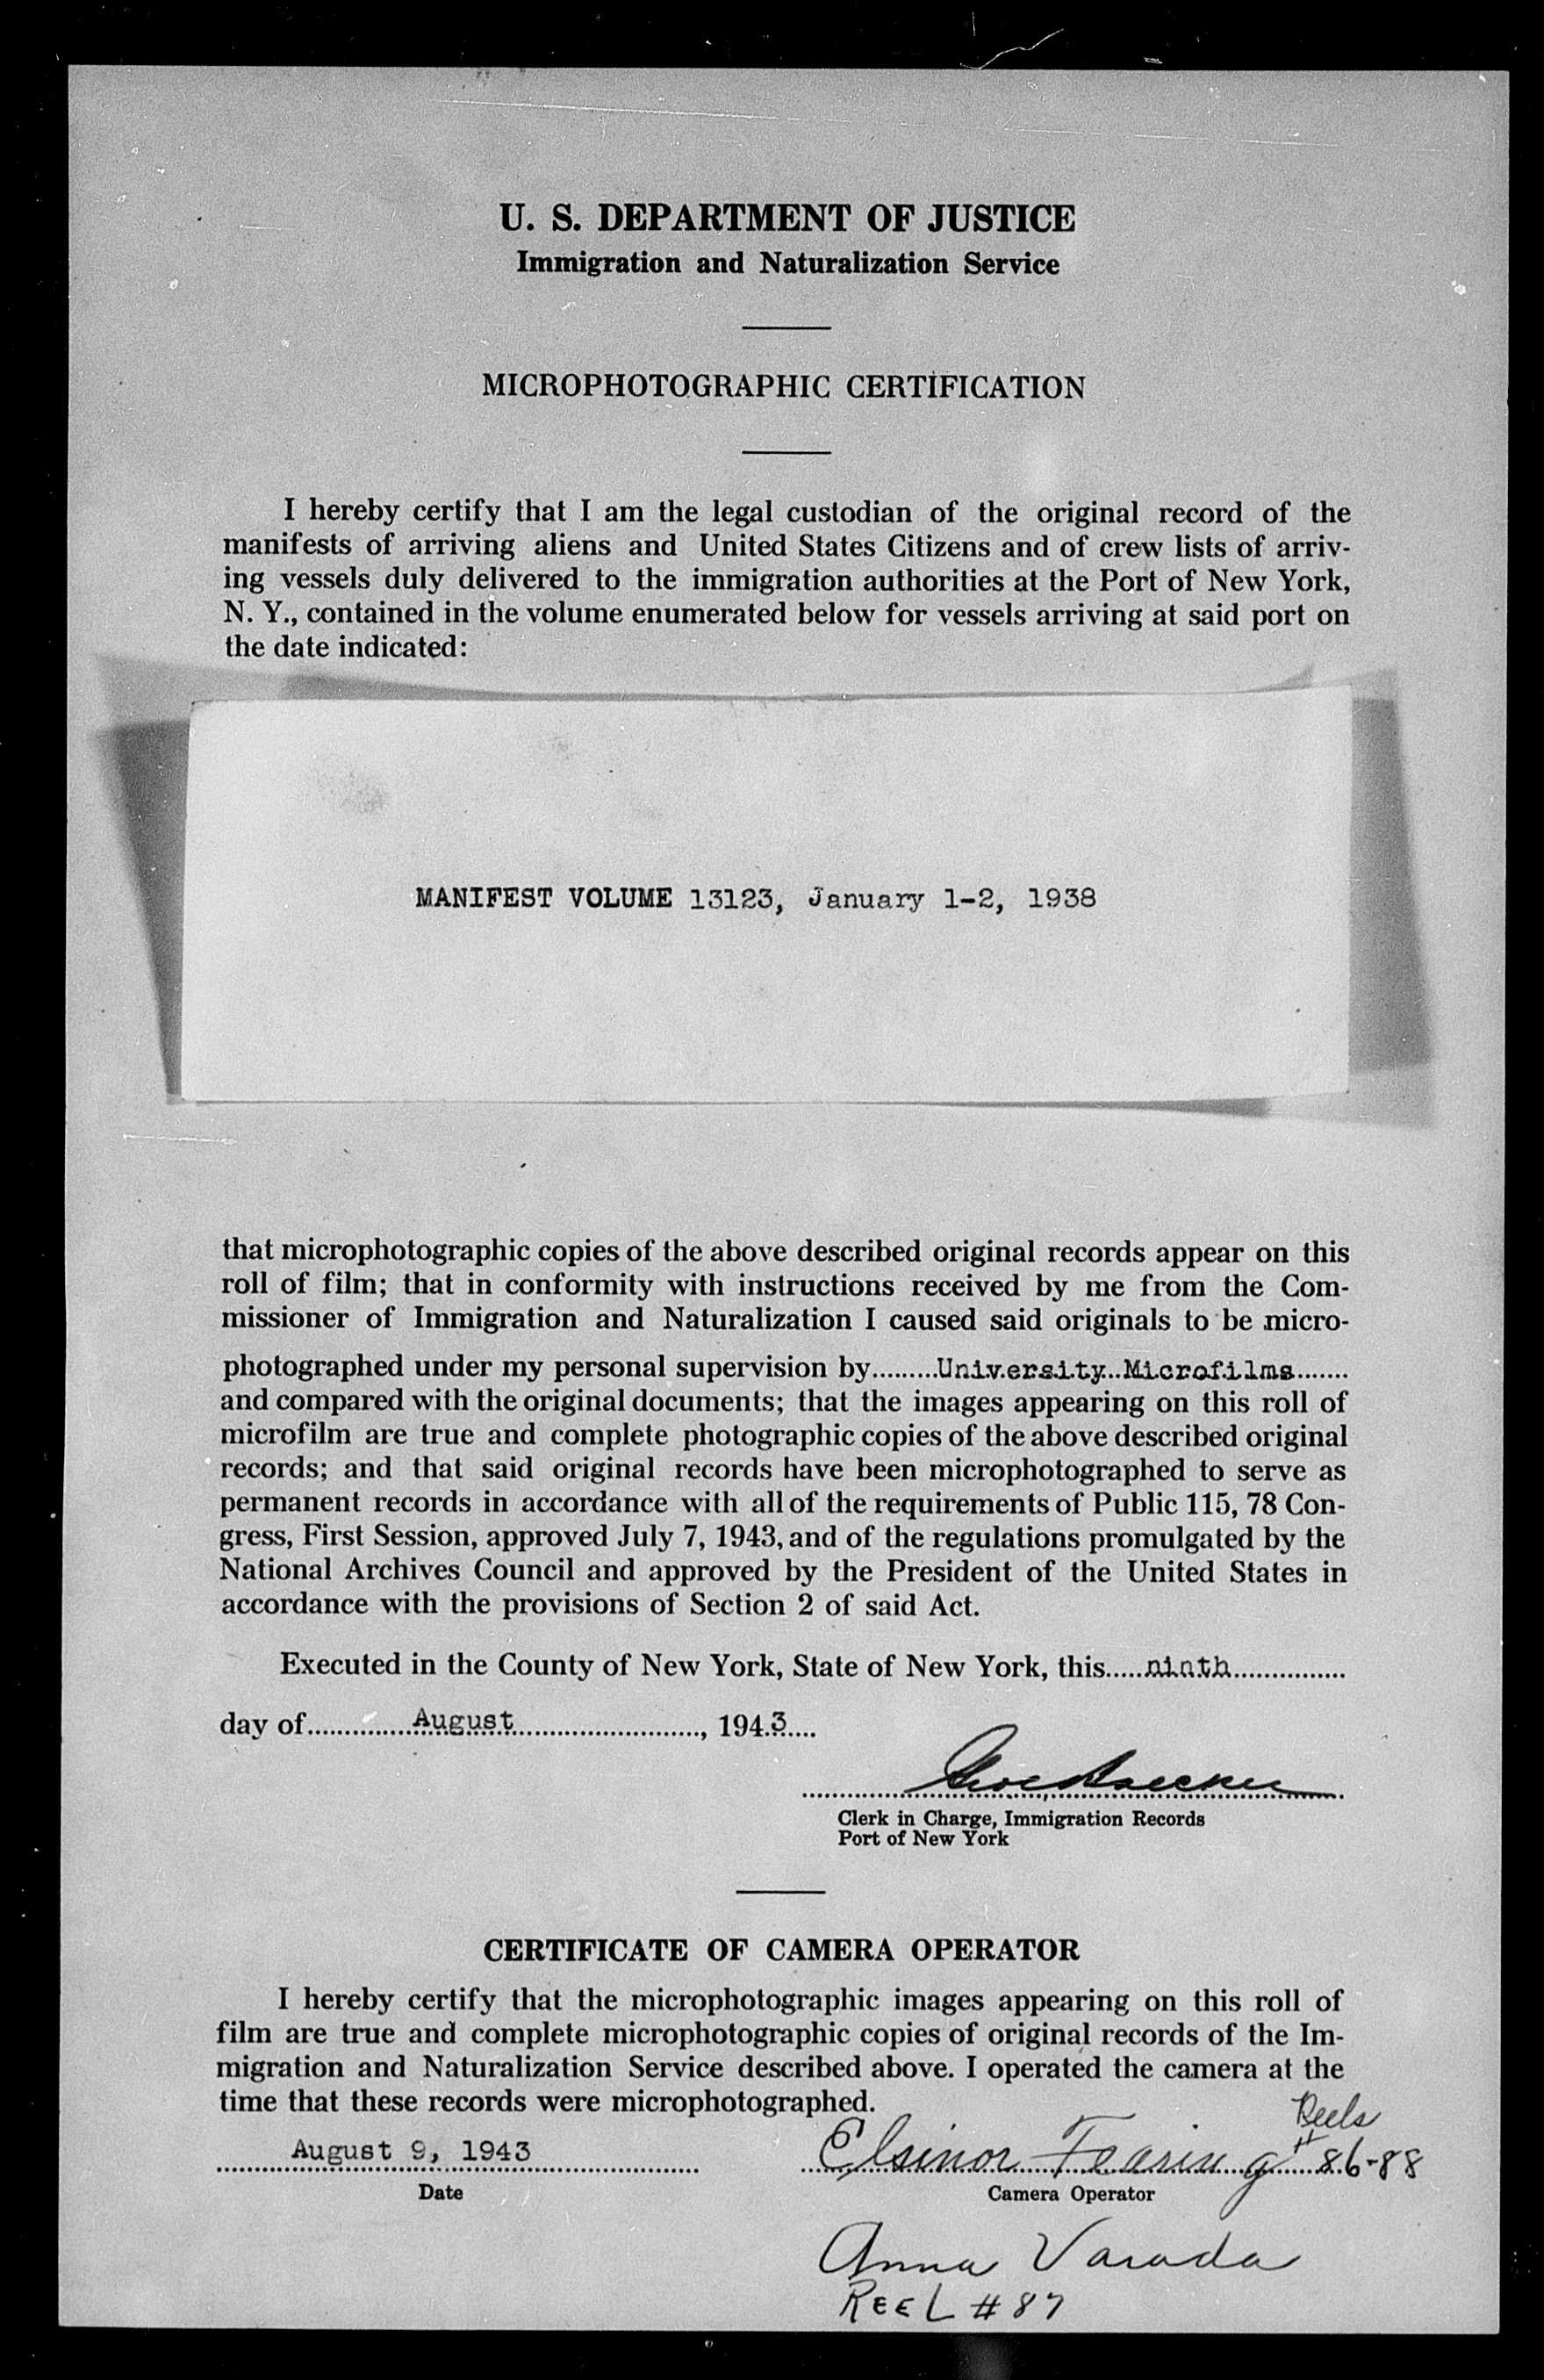 U. S. DEPARTMENT OF JUSTICE
Immigration and Naturalization Service
MICROPHOTOGRAPHIC CERTIFICATION
I hereby certify that I am the legal custodian of the original record of the
manifests of arriving aliens and United States Citizens and of crew lists of arriv-
ing vessels duly delivered to the immigration authorities at the Port of New York,
N. Y., contained in the volume enumerated below for vessels arriving at said port on
the date indicated:
MANIFEST VOLUME 13123, January 1-2, 1938
that microphotographic copies of the above described original records appear on this
roll of film; that in conformity with instructions received by me from the Com-
missioner of Immigration and Naturalization I caused said originals to be micro-
photographed under my personal supervision by.........University Microfilms.......
and compared with the original documents; that the images appearing on this roll of
microfilm are true and complete photographic copies of the above described original
records; and that said original records have been microphotographed to serve as
permanent records in accordance with all of the requirements of Public 115, 78 Con-
gress, First Session, approved July 7, 1943, and of the regulations promulgated by the
National Archives Council and approved by the President of the United States in
accordance with the provisions of Section 2 of said Act.
Executed in the County of New York, State of New York, this.....ninth...............
day of..............August........................., 194.3....
Clerk in Charge, Immigration Records
Port of New York
CERTIFICATE OF CAMERA OPERATOR
I hereby certify that the microphotographic images appearing on this roll of
film are true and complete microphotographic copies of original records of the Im-
migration and Naturalization Service described above. I operated the camera at the
time that these records were microphotographed.
Reels
August 9, 1943 Elsinor Fearing # 86-88
Date Camera Operator
Anna Varada
REEL # 87